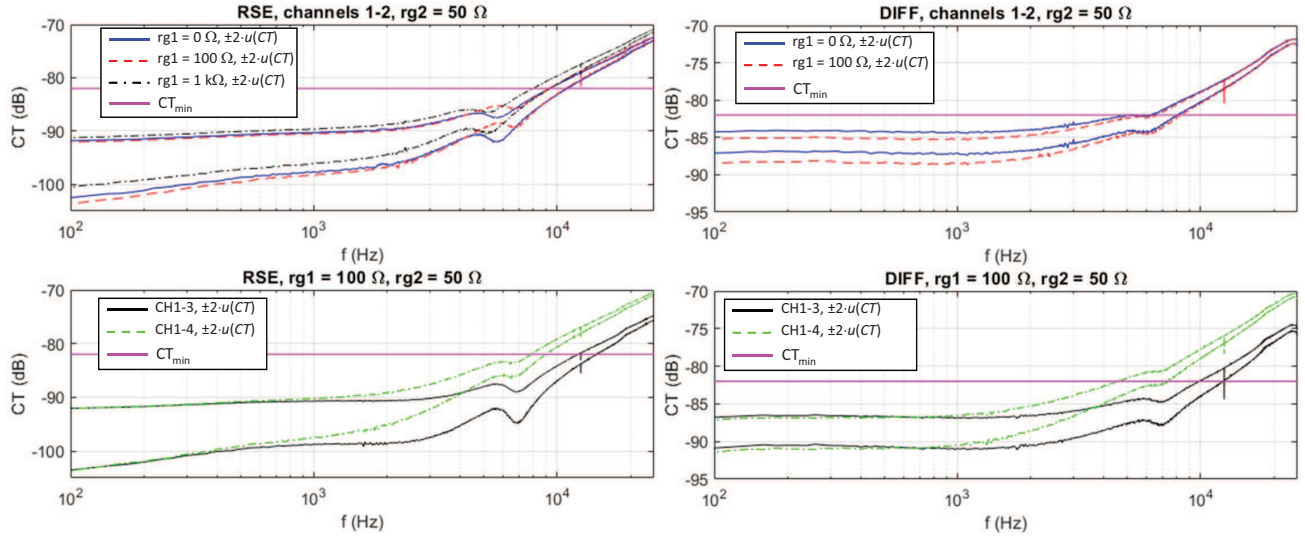 RSE, channels 1-2, rg2 = 50 Ω
-70
-80
-90
-100
CT (dB)
rg1 = 0 Ω, ±2·u(CT)
rg1 = 100 Ω, ±2·u(CT)
rg1 = 1 kΩ, ±2·u(CT)
CTmin
10²
10³
10⁴
f (Hz)
DIFF, channels 1-2, rg2 = 50 Ω
-70
-75
-80
-85
-90
-95
CT (dB)
rg1 = 0 Ω, ±2·u(CT)
rg1 = 100 Ω, ±2·u(CT)
CTmin
10²
10³
10⁴
f (Hz)
RSE, rg1 = 100 Ω, rg2 = 50 Ω
-70
-80
-90
-100
CT (dB)
CH1-3, ±2·u(CT)
CH1-4, ±2·u(CT)
CTmin
10²
10³
10⁴
f (Hz)
DIFF, rg1 = 100 Ω, rg2 = 50 Ω
-70
-75
-80
-85
-90
-95
CT (dB)
CH1-3, ±2·u(CT)
CH1-4, ±2·u(CT)
CTmin
10²
10³
10⁴
f (Hz)